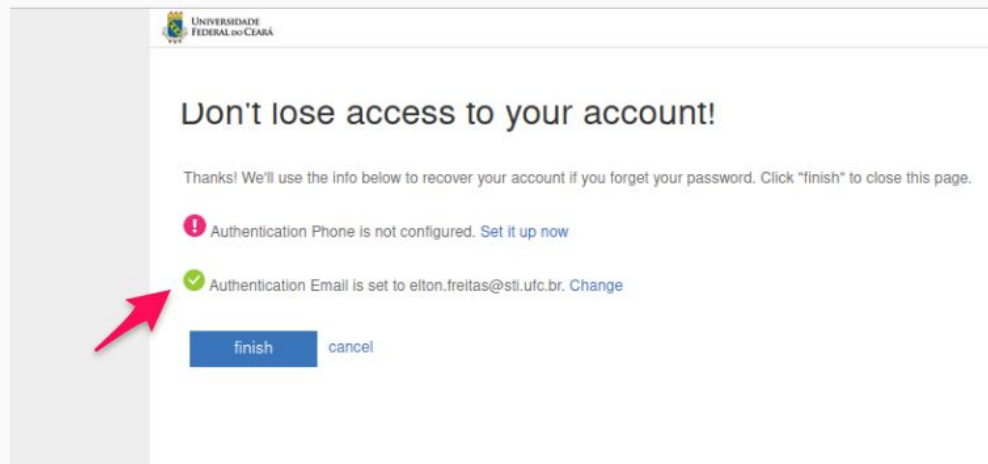 UNIVERSIDADE
FEDERAL DO CEARÁ
Don't lose access to your account!
Thanks! We'll use the info below to recover your account if you forget your password. Click "finish" to close this page.
Authentication Phone is not configured. Set it up now
Authentication Email is set to elton.freitas@sti.ufc.br. Change
finish cancel